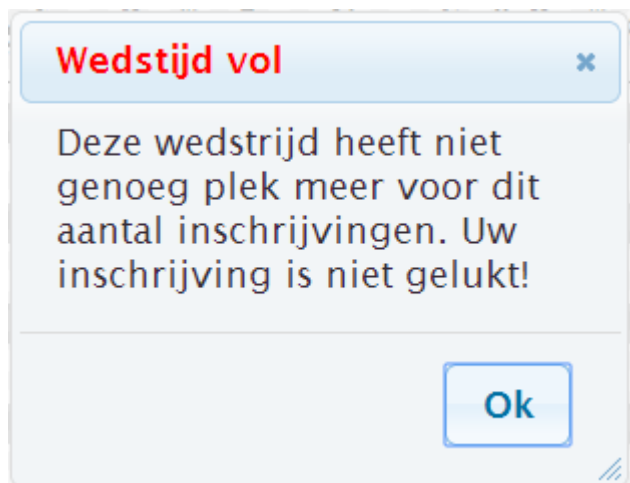 Wedstijd vol
Deze wedstrijd heeft niet
genoeg plek meer voor dit
aantal inschrijvingen. Uw
inschrijving is niet gelukt!
Ok